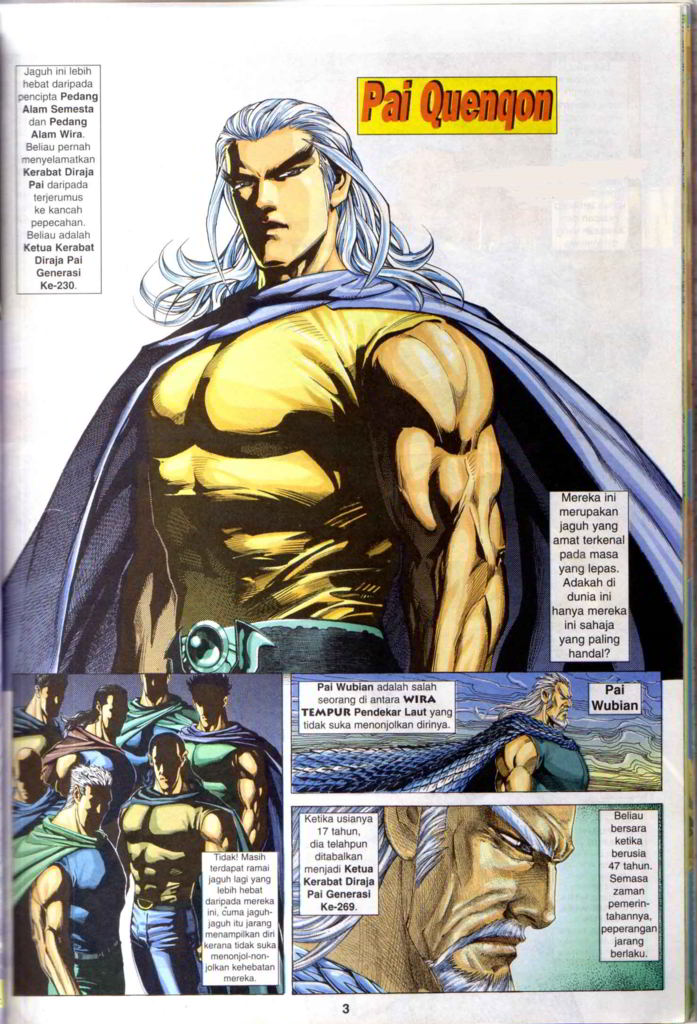 Jaguh ini lebih
hebat daripada
pencipta Pedang
Alam Semesta
dan Pedang
Alam Wira.
Beliau pernah
menyelamatkan
Kerabat Diraja
Pai daripada
terjerumus
ke kancah
pepecahan.
Beliau adalah
Ketua Kerabat
Diraja Pai
Generasi
Ke-230.
Pai Quenqon
Mereka ini
merupakan
jaguh yang
amat terkenal
pada masa
yang lepas.
Adakah di
dunia ini
hanya mereka
ini sahaja
yang paling
handal?
Tidak! Masih
terdapat ramai
jaguh lagi yang
lebih hebat
daripada mereka
ini, cuma jaguh-
jaguh itu jarang
menampilkan diri
kerana tidak suka
menonjol-non-
jolkan kehebatan
mereka.
Pai Wubian adalah salah
seorang di antara WIRA
TEMPUR Pendekar Laut yang
tidak suka menonjolkan dirinya.
Pai
Wubian
Ketika usianya
17 tahun,
dia telahpun
ditabalkan
menjadi Ketua
Kerabat Diraja
Pai Generasi
Ke-269.
Beliau
bersara
ketika
berusia
47 tahun.
Semasa
zaman
pemerin-
tahannya,
peperangan
jarang
berlaku.
3